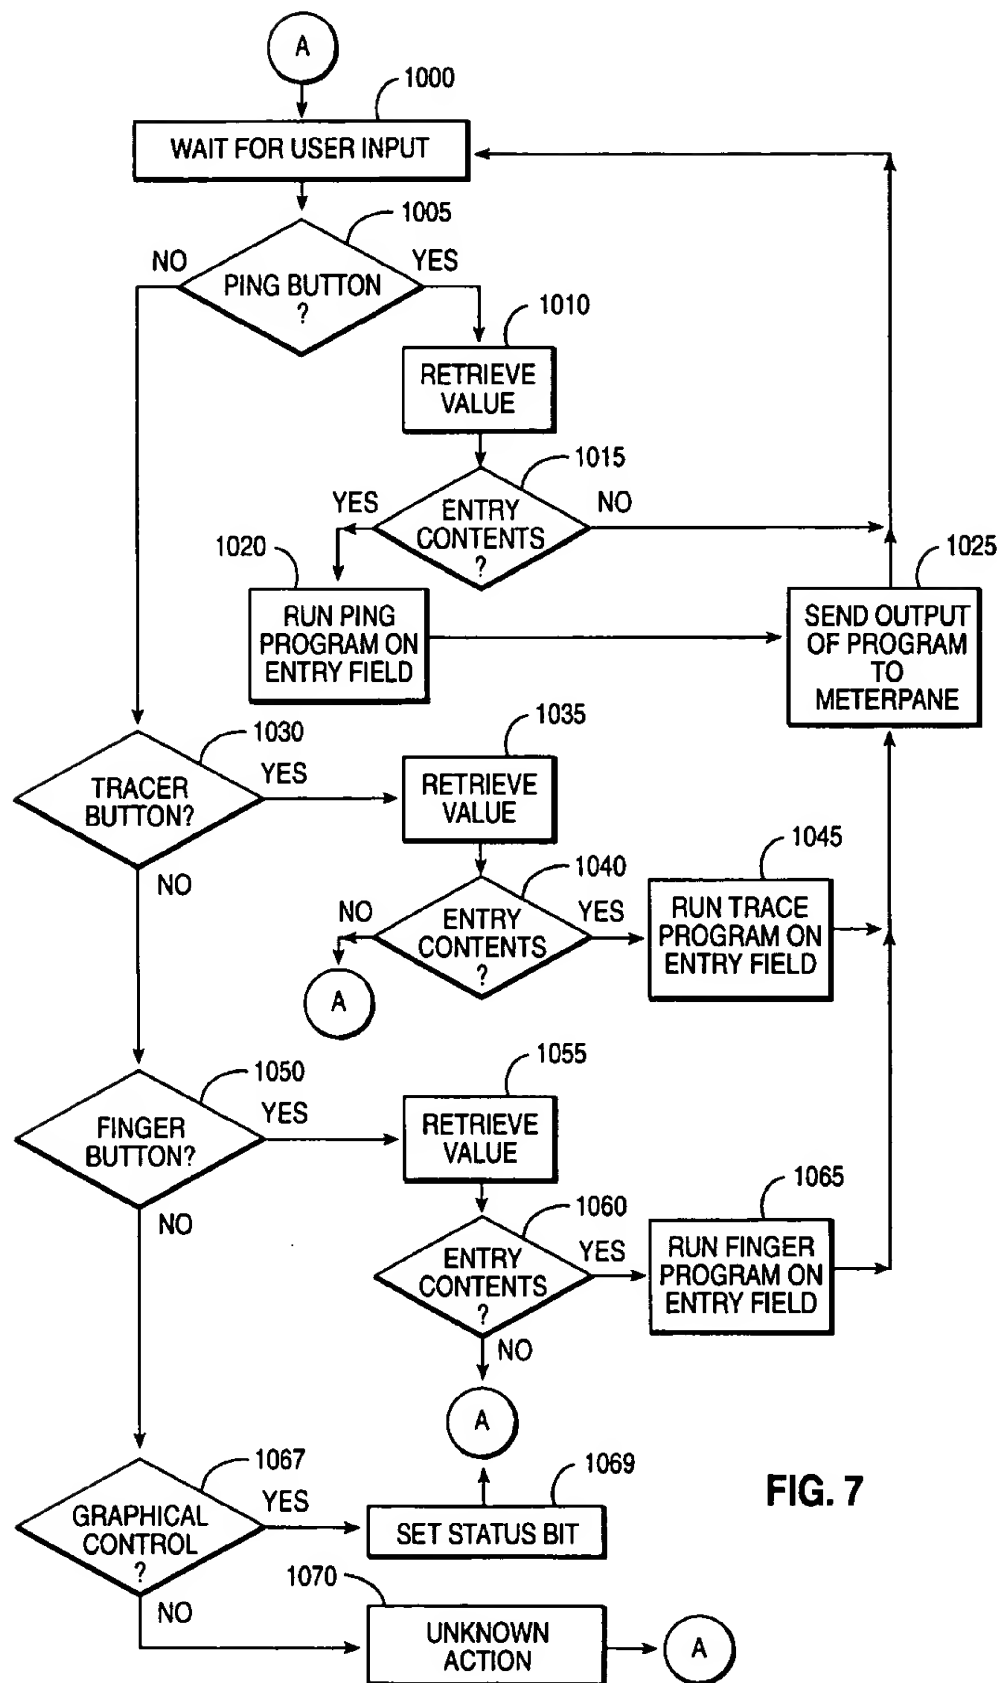 A
1000
WAIT FOR USER INPUT
1005
NO
YES
PING BUTTON
?
1010
RETRIEVE
VALUE
1015
YES
NO
ENTRY
CONTENTS
?
1020
1025
RUN PING
PROGRAM ON
ENTRY FIELD
SEND OUTPUT
OF PROGRAM
TO
METERPANE
1030
1035
YES
TRACER
BUTTON?
RETRIEVE
VALUE
NO
1040
1045
NO
YES
ENTRY
CONTENTS
?
RUN TRACE
PROGRAM ON
ENTRY FIELD
A
1050
1055
YES
FINGER
BUTTON?
RETRIEVE
VALUE
NO
1060
1065
YES
ENTRY
CONTENTS
?
RUN FINGER
PROGRAM ON
ENTRY FIELD
NO
A
1067
1069
YES
GRAPHICAL
CONTROL
?
SET STATUS BIT
FIG. 7
NO
1070
UNKNOWN
ACTION
A